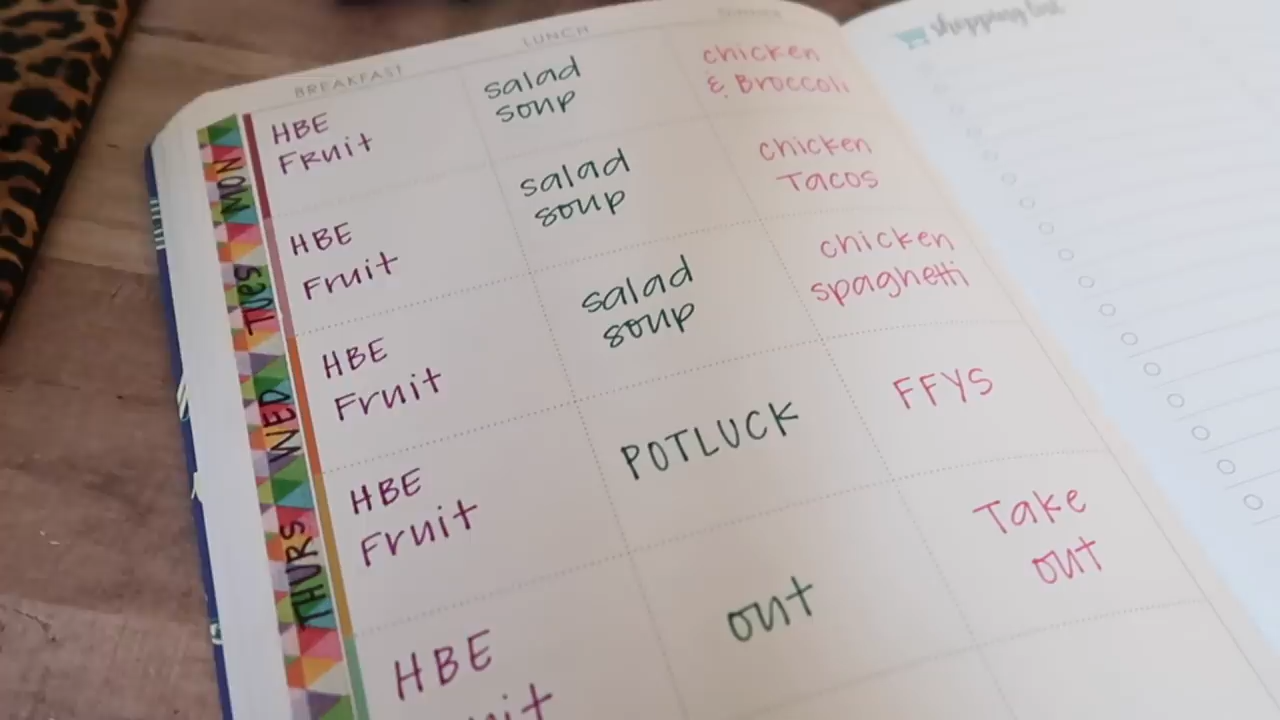 BREAKFAST
LUNCH
DINNER
shopping list
MON
HBE
Fruit
salad
soup
chicken
& Broccoli
TUES
HBE
Fruit
salad
soup
chicken
Tacos
WED
HBE
Fruit
salad
soup
chicken
spaghetti
THURS
HBE
Fruit
POTLUCK
FFYS
HBE
out
Take
out